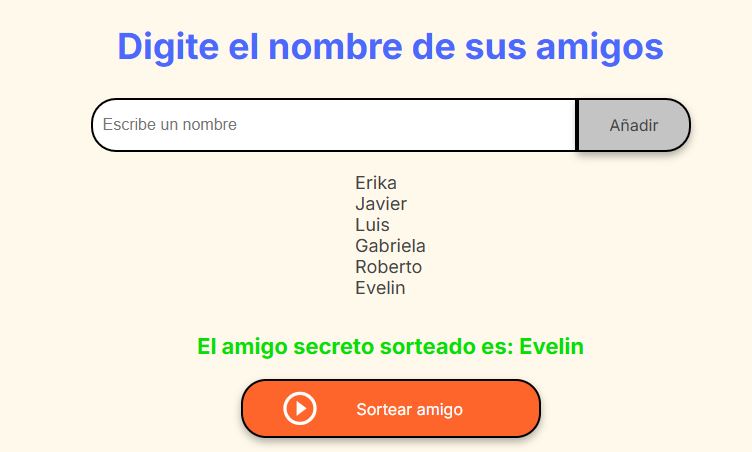 Digite el nombre de sus amigos
Escribe un nombre
Añadir
Erika
Javier
Luis
Gabriela
Roberto
Evelin
El amigo secreto sorteado es: Evelin
Sortear amigo